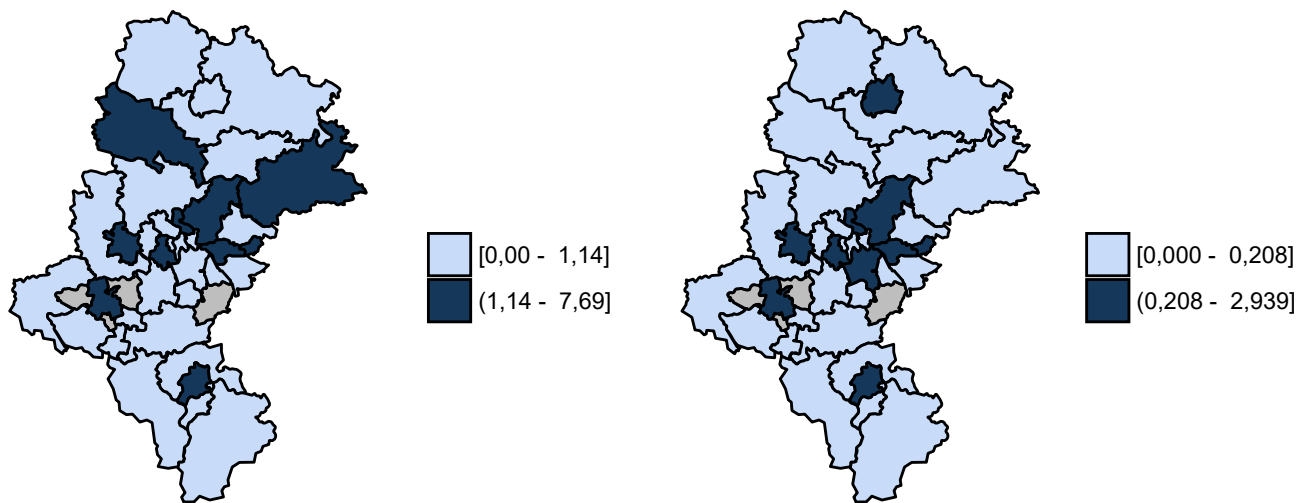 [0,00 - 1,14]
(1,14 - 7,69]
[0,000 - 0,208]
(0,208 - 2,939]